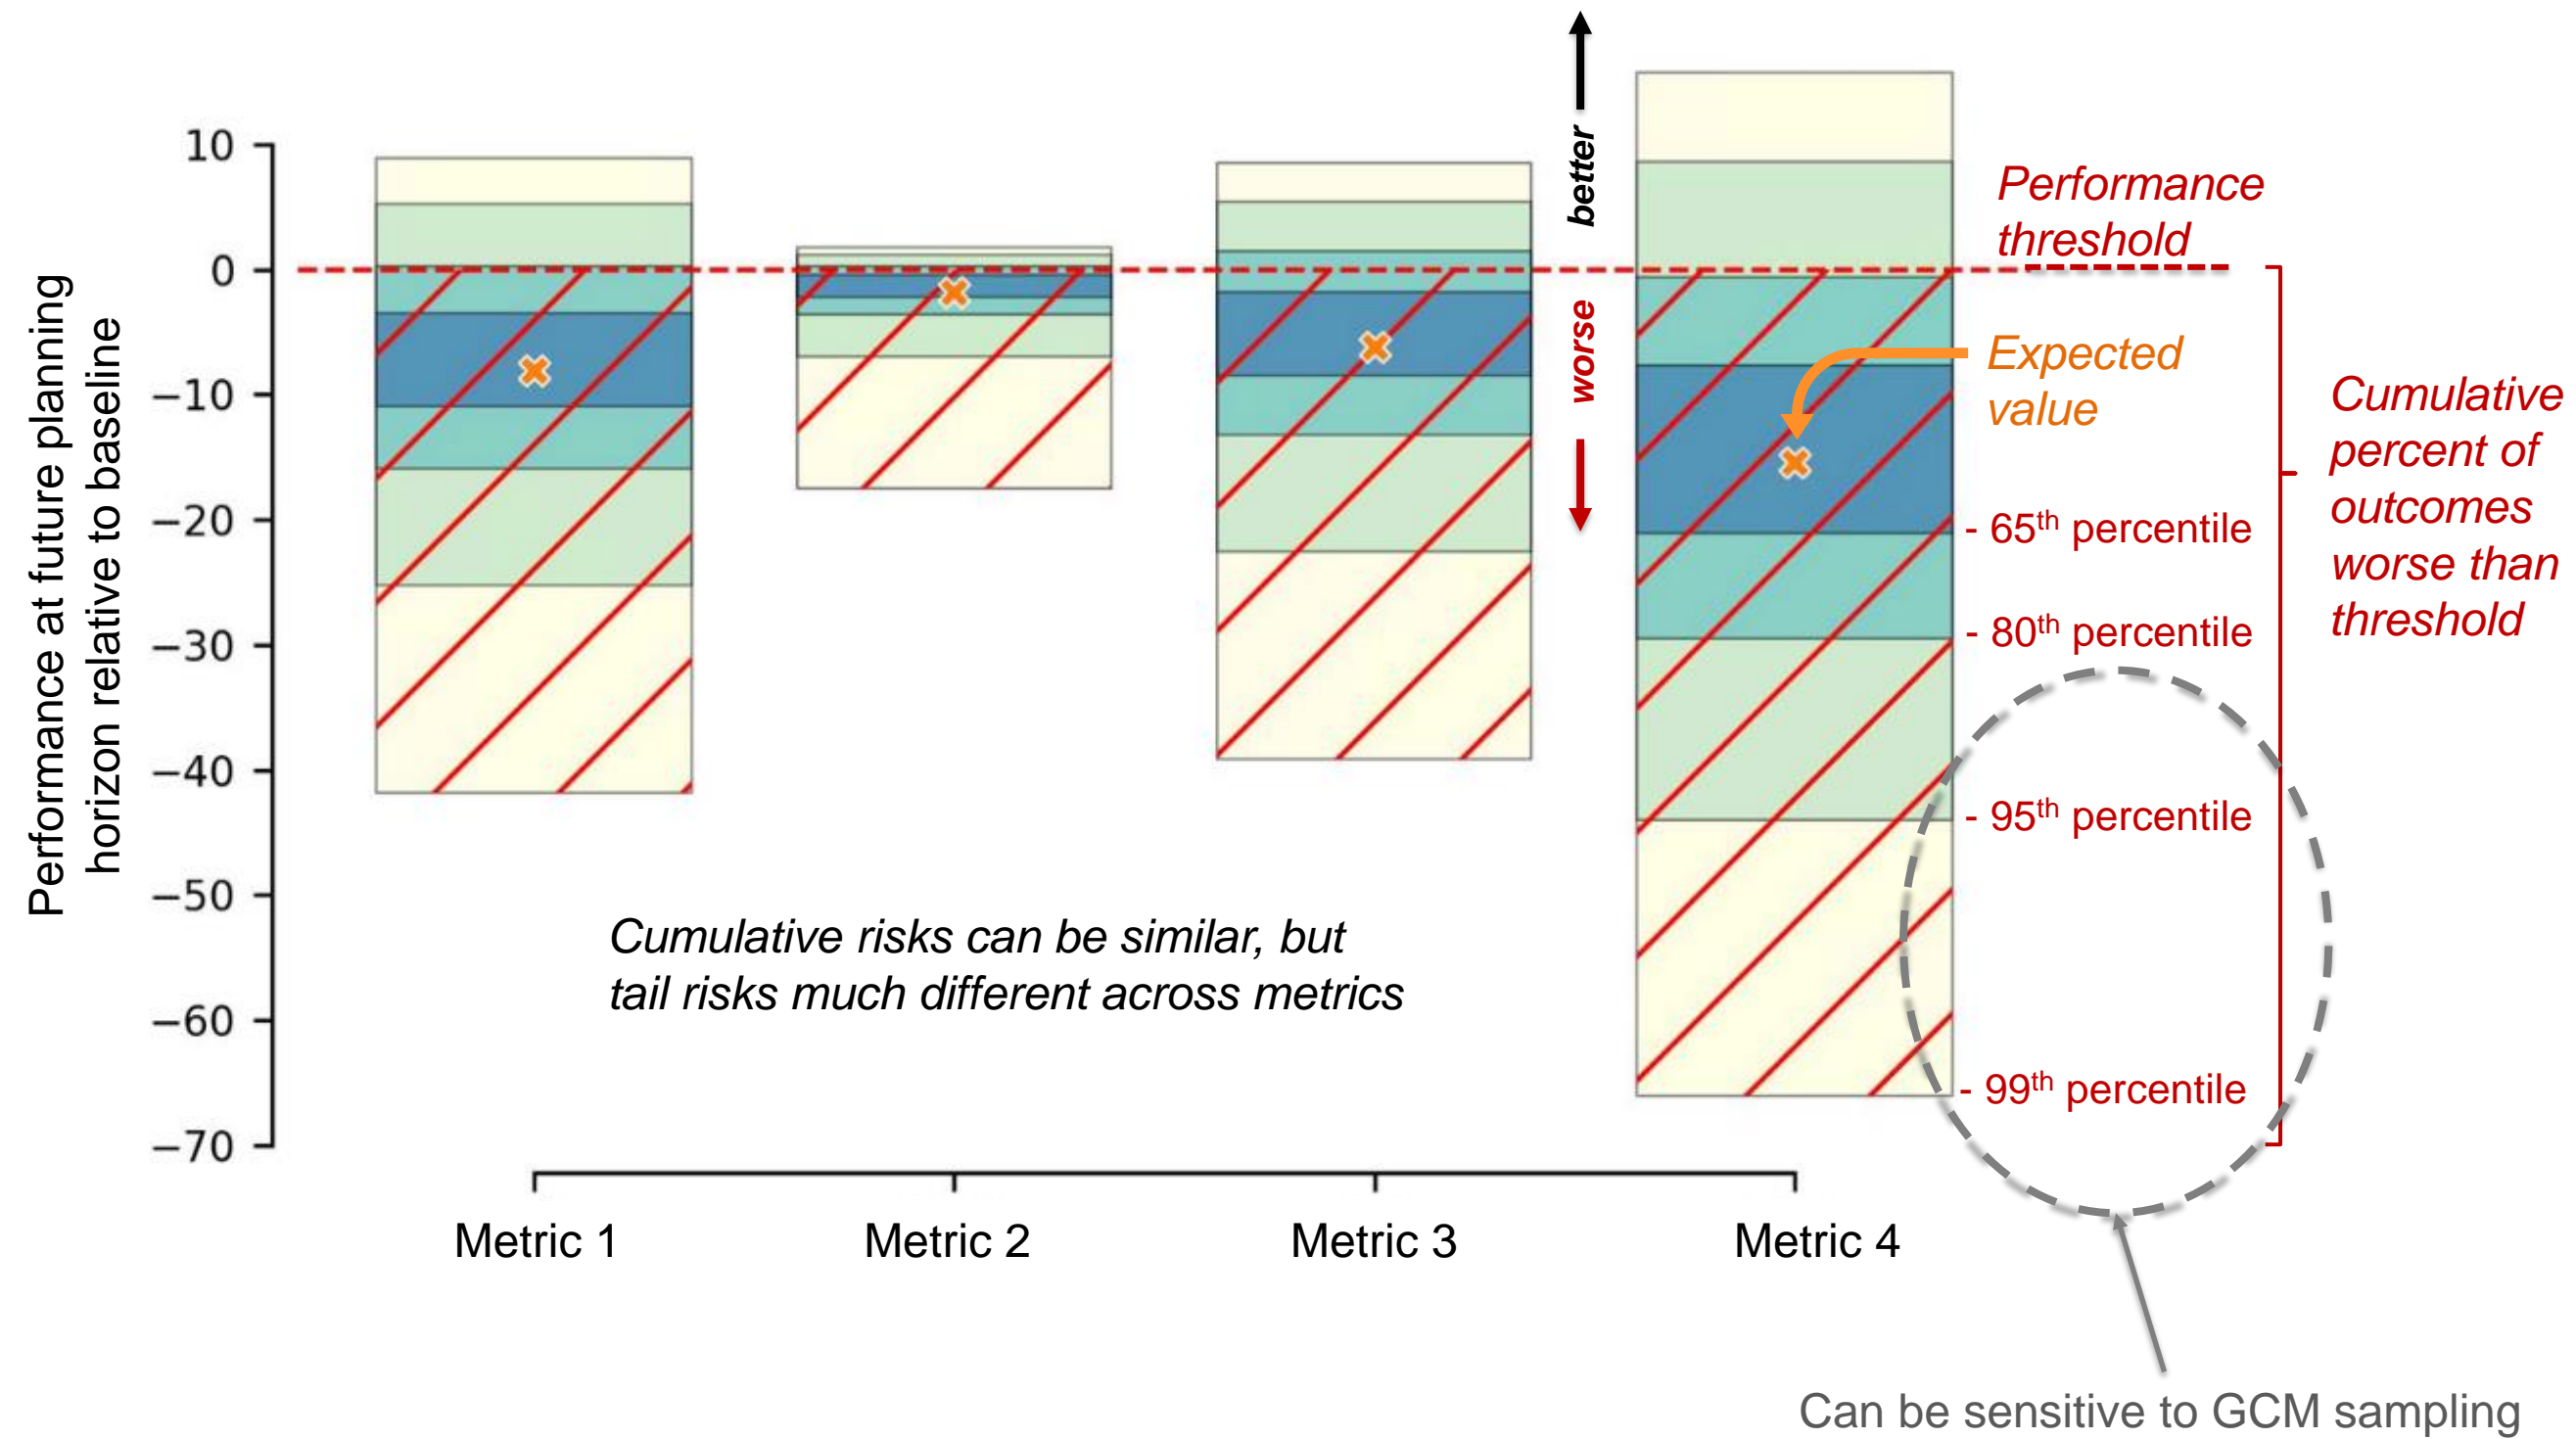 Performance at future planning
horizon relative to baseline
10
0
−10
−20
−30
−40
−50
−60
−70
better
worse
Performance
threshold
Expected
value
- 65th percentile
- 80th percentile
- 95th percentile
- 99th percentile
Cumulative
percent of
outcomes
worse than
threshold
Cumulative risks can be similar, but
tail risks much different across metrics
Metric 1
Metric 2
Metric 3
Metric 4
Can be sensitive to GCM sampling